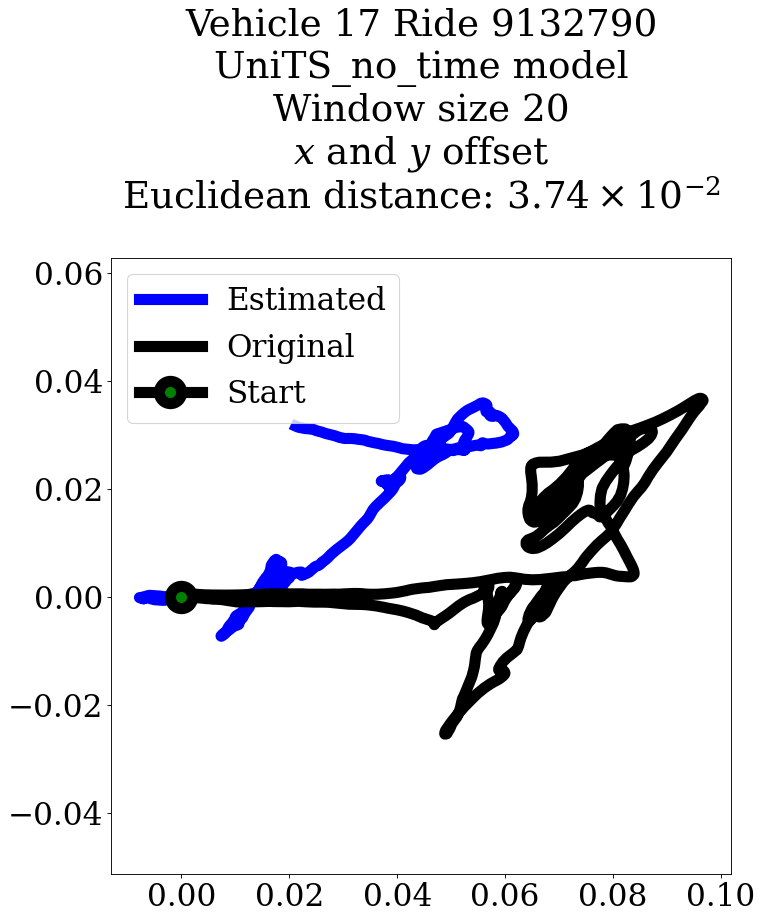 Vehicle 17 Ride 9132790
UniTS_no_time model
Window size 20
x and y offset
Euclidean distance: 3.74 × 10⁻²
Estimated
Original
Start
0.06
0.04
0.02
0.00
−0.02
−0.04
0.00 0.02 0.04 0.06 0.08 0.10